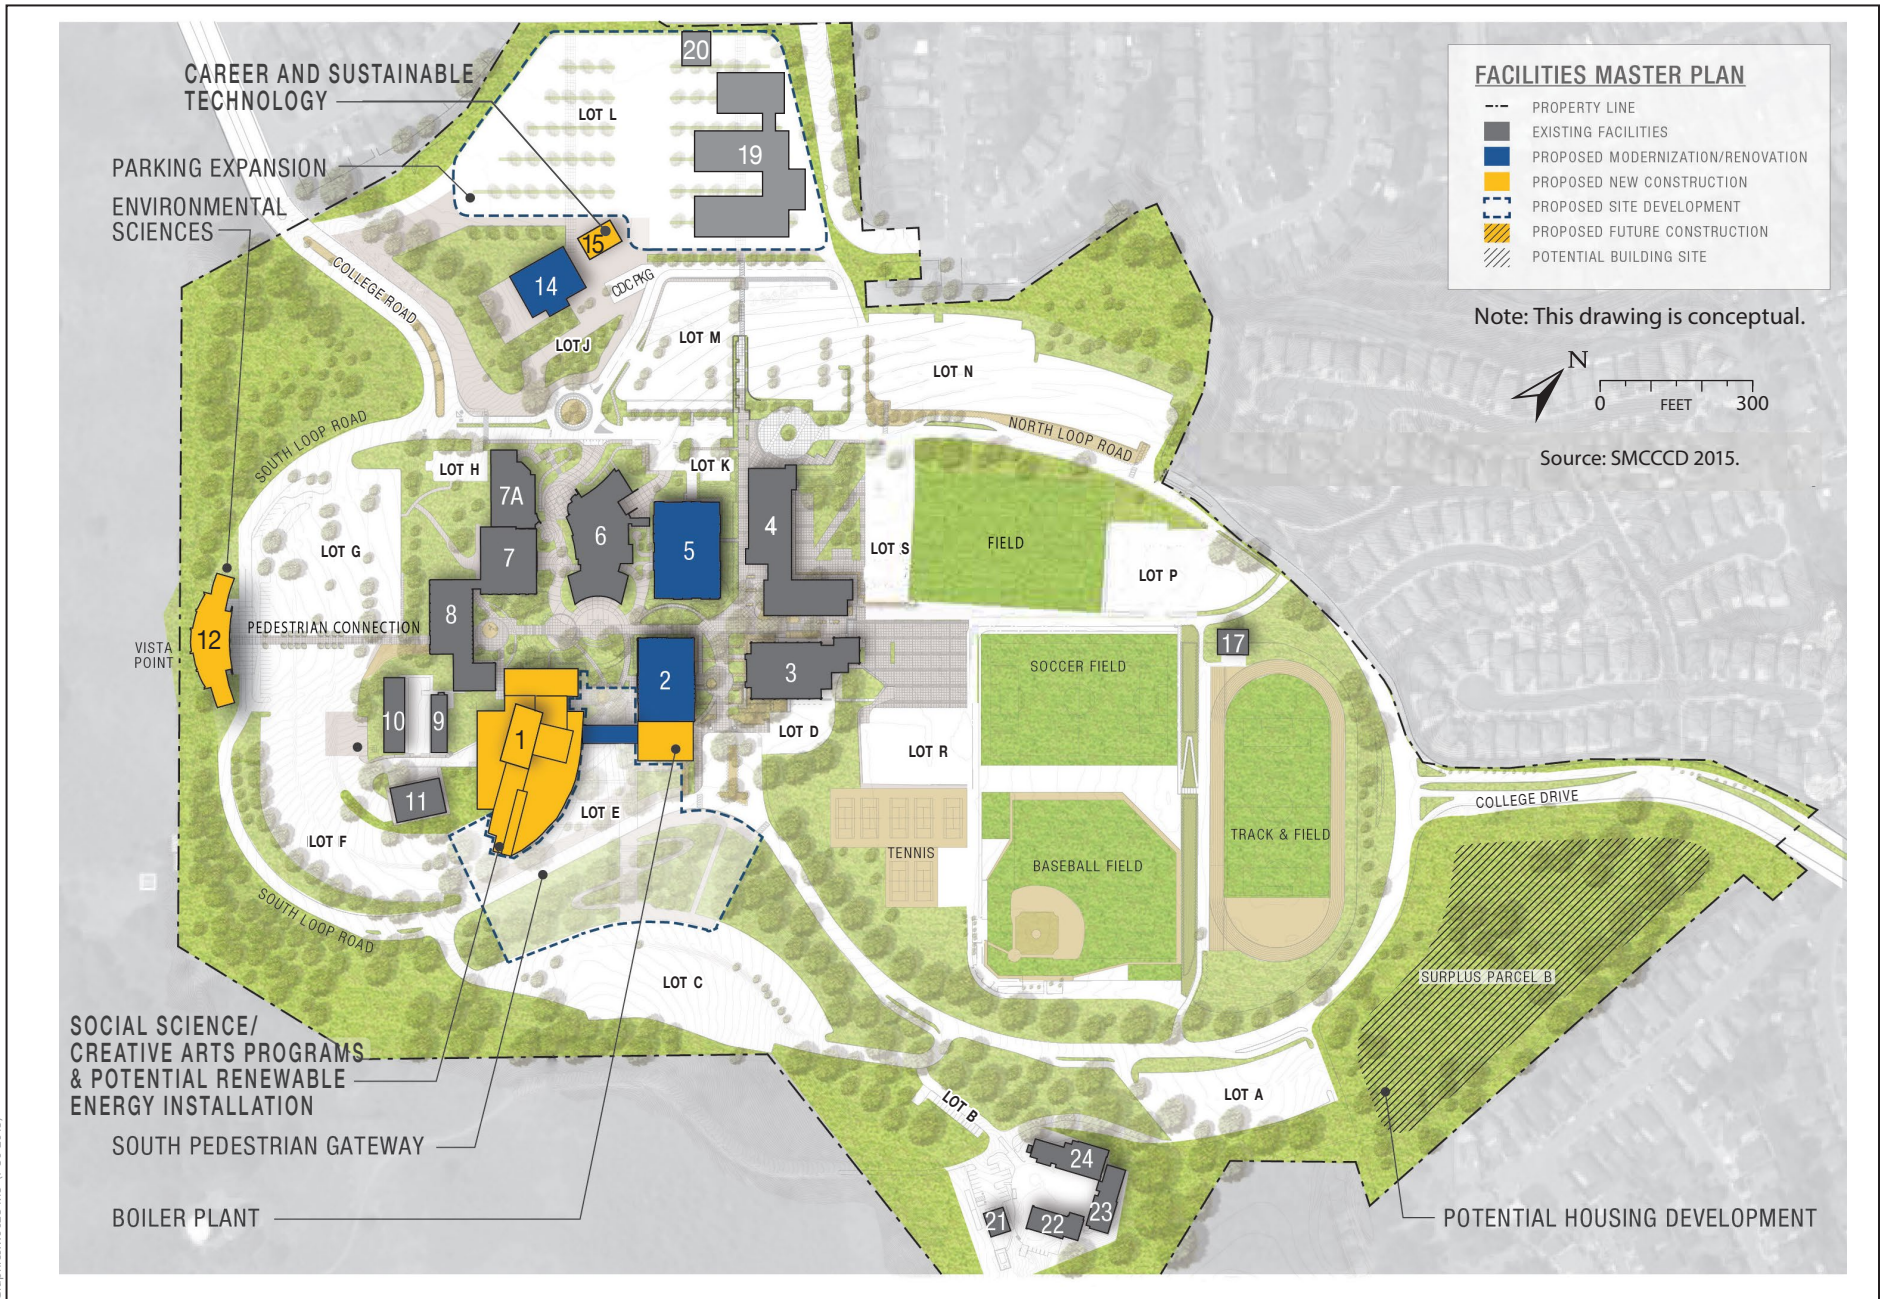 FACILITIES MASTER PLAN
PROPERTY LINE
EXISTING FACILITIES
PROPOSED MODERNIZATION/RENOVATION
PROPOSED NEW CONSTRUCTION
PROPOSED SITE DEVELOPMENT
PROPOSED FUTURE CONSTRUCTION
POTENTIAL BUILDING SITE
Note: This drawing is conceptual.
N
0 FEET 300
Source: SMCCCD 2015.
CAREER AND SUSTAINABLE
TECHNOLOGY
PARKING EXPANSION
ENVIRONMENTAL
SCIENCES
20
LOT L
19
15
14
CDC PKG
COLLEGE ROAD
LOT J
LOT M
LOT N
NORTH LOOP ROAD
SOUTH LOOP ROAD
LOT H
LOT K
7A
4
6
5
7
LOT G
LOT S
FIELD
LOT P
8
12
PEDESTRIAN CONNECTION
VISTA
POINT
17
SOCCER FIELD
3
2
10
9
1
LOT D
LOT R
11
LOT E
LOT F
COLLEGE DRIVE
TRACK & FIELD
TENNIS
BASEBALL FIELD
SOUTH LOOP ROAD
LOT C
SURPLUS PARCEL B
LOT A
LOT B
24
23
22
21
SOCIAL SCIENCE/
CREATIVE ARTS PROGRAMS
& POTENTIAL RENEWABLE
ENERGY INSTALLATION
SOUTH PEDESTRIAN GATEWAY
BOILER PLANT
POTENTIAL HOUSING DEVELOPMENT